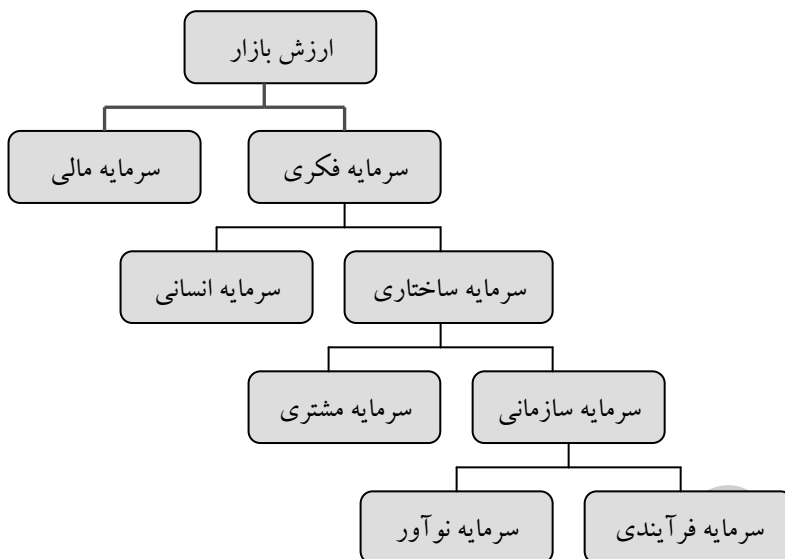 ارزش بازار
سرمایه فکری
سرمایه مالی
سرمایه ساختاری
سرمایه انسانی
سرمایه سازمانی
سرمایه مشتری
سرمایه فرآیندی
سرمایه نوآور